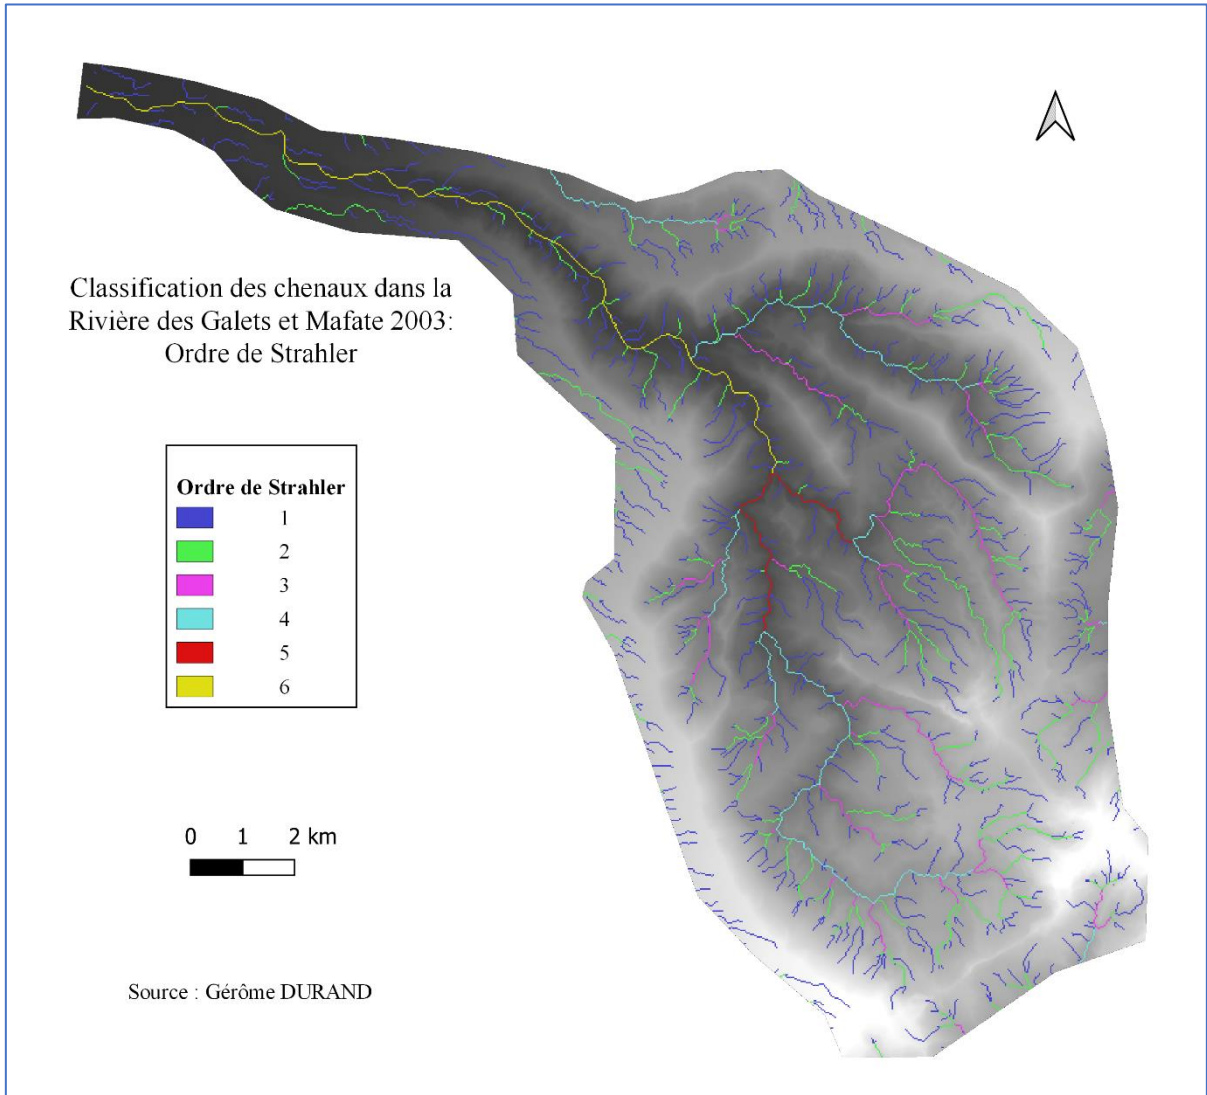 Classification des chenaux dans la
Rivière des Galets et Mafate 2003:
Ordre de Strahler
Ordre de Strahler
1
2
3
4
5
6
0 1 2 km
Source : Gérôme DURAND